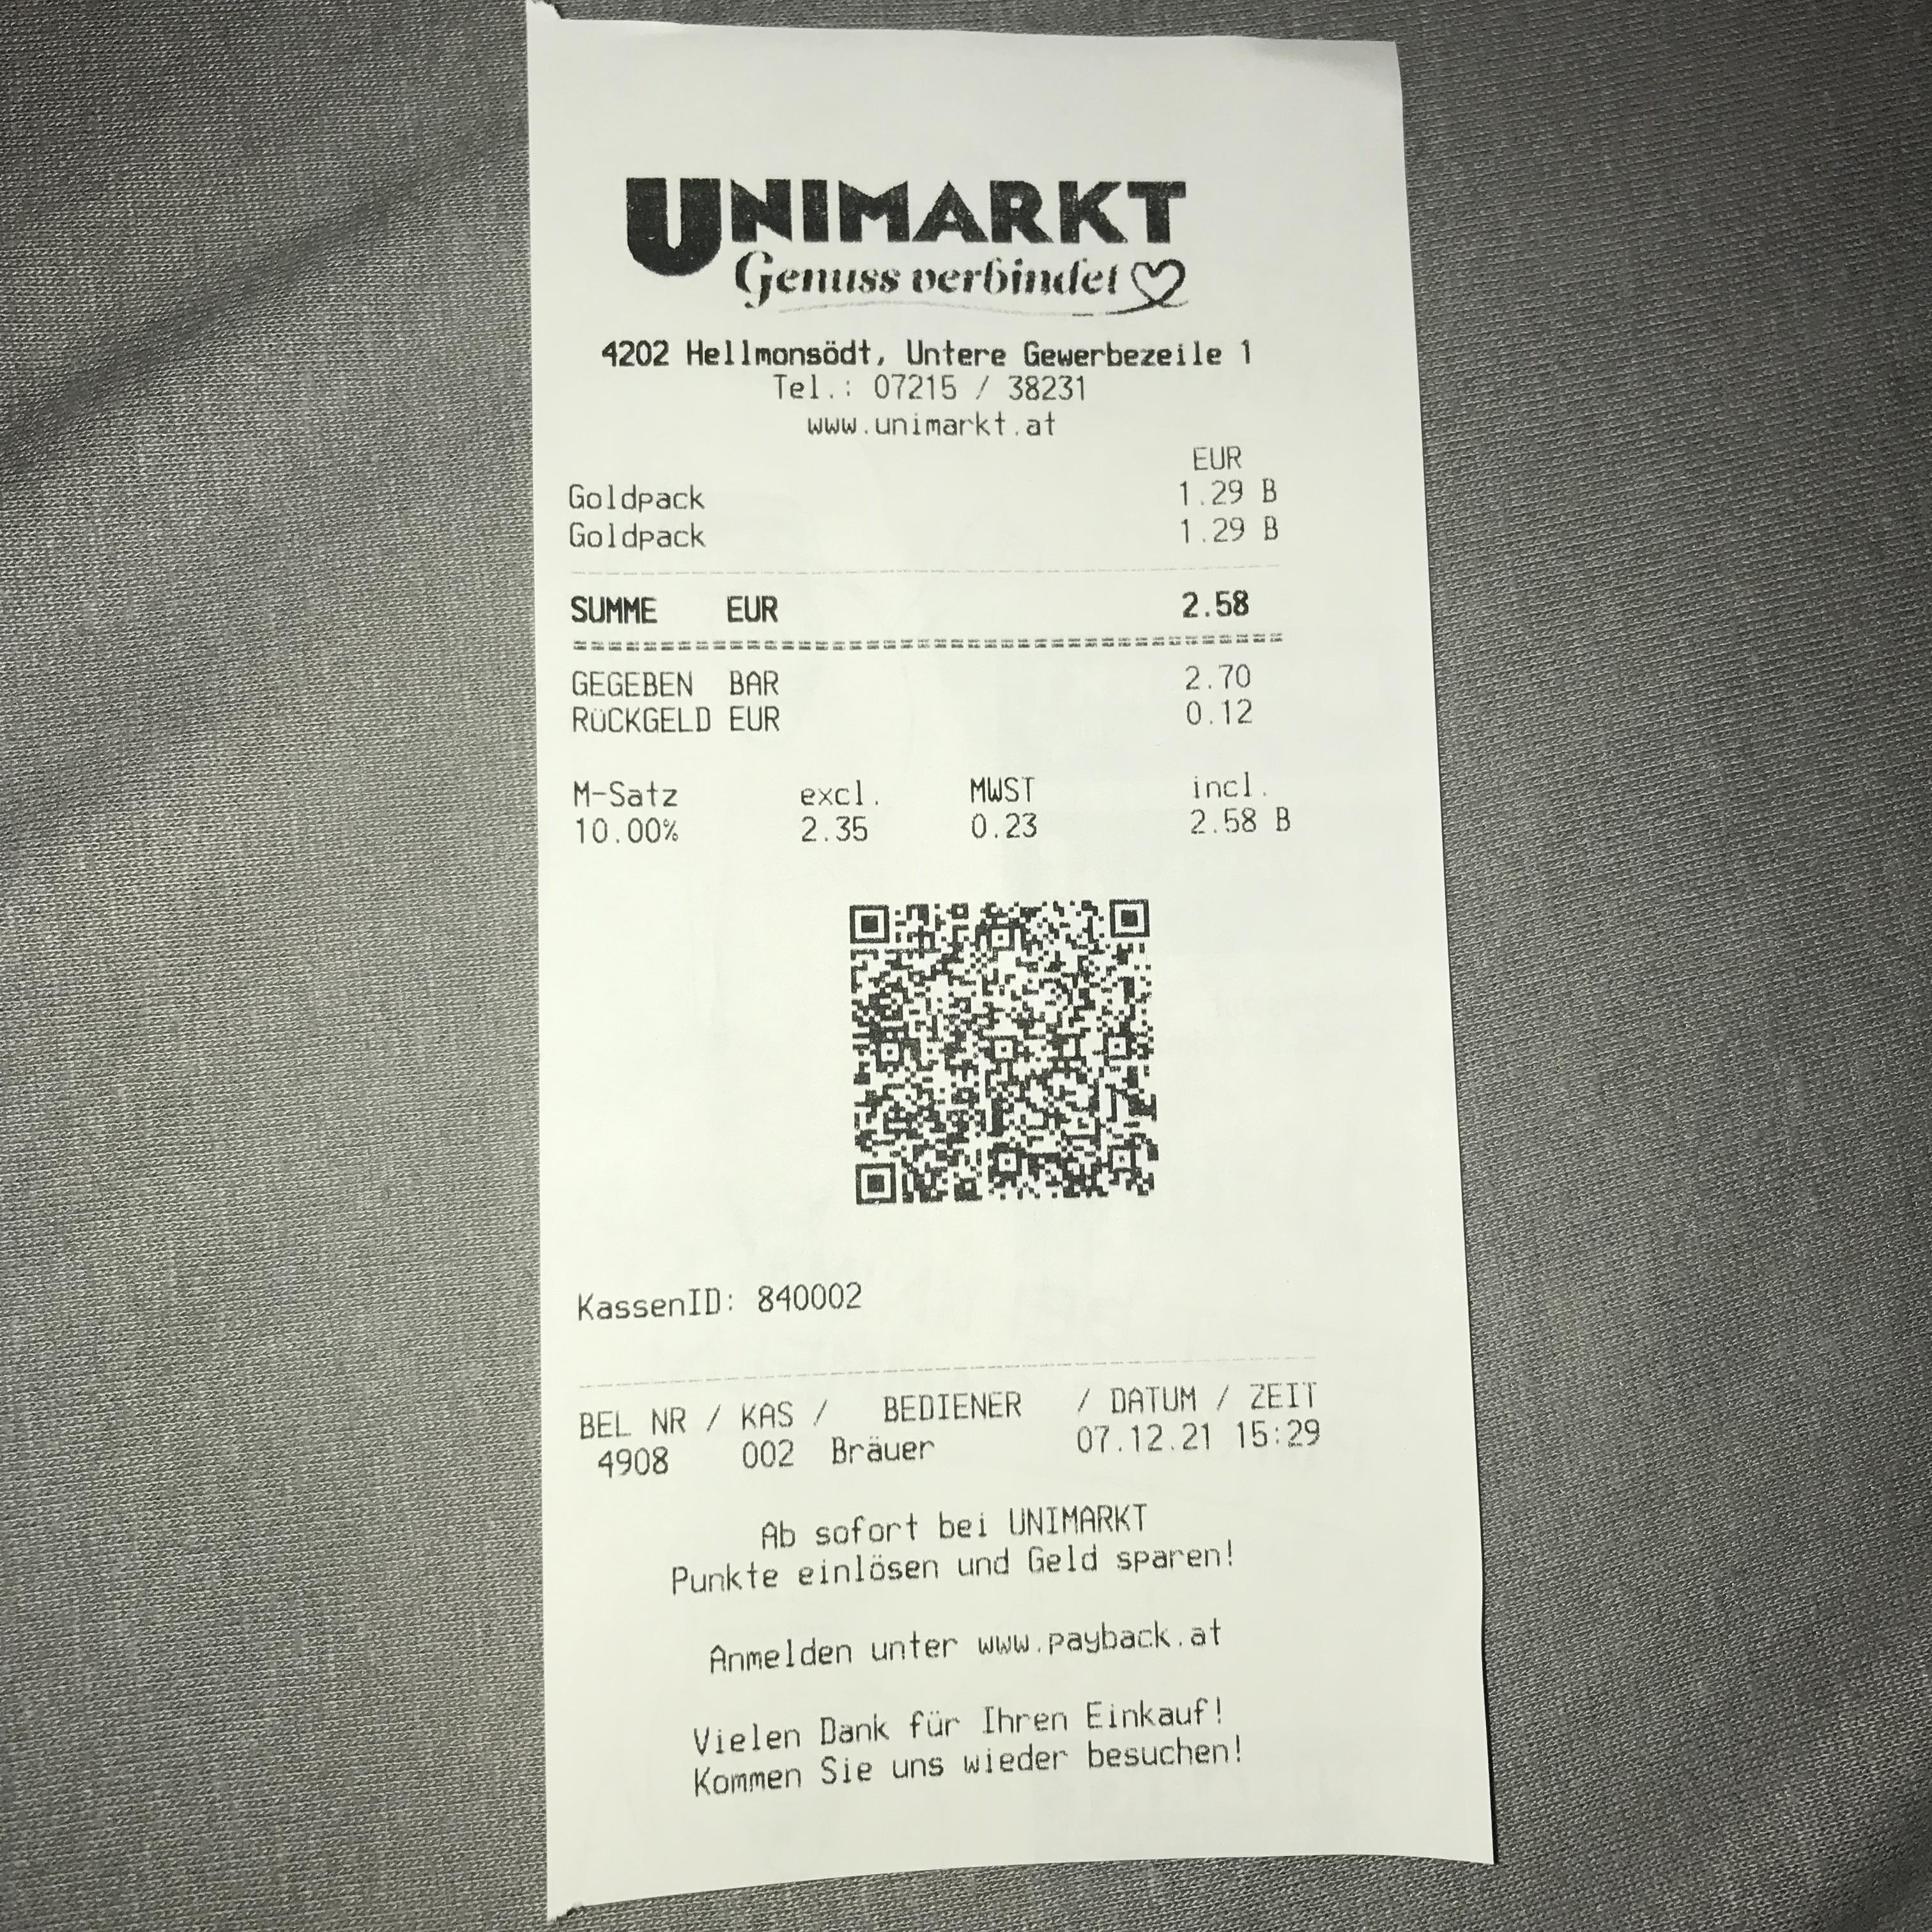 UNIMARKT
Genuss verbindet
4202 Hellmonsödt, Untere Gewerbezeile 1
Tel.: 07215 / 38231
www.unimarkt.at
EUR
Goldpack 1.29 B
Goldpack 1.29 B
SUMME EUR 2.58
GEGEBEN BAR 2.70
RÜCKGELD EUR 0.12
M-Satz excl. MWST incl.
10.00% 2.35 0.23 2.58 B
KassenID: 840002
BEL NR / KAS / BEDIENER / DATUM / ZEIT
4908 002 Bräuer 07.12.21 15:29
Ab sofort bei UNIMARKT
Punkte einlösen und Geld sparen!
Anmelden unter www.payback.at
Vielen Dank für Ihren Einkauf!
Kommen Sie uns wieder besuchen!